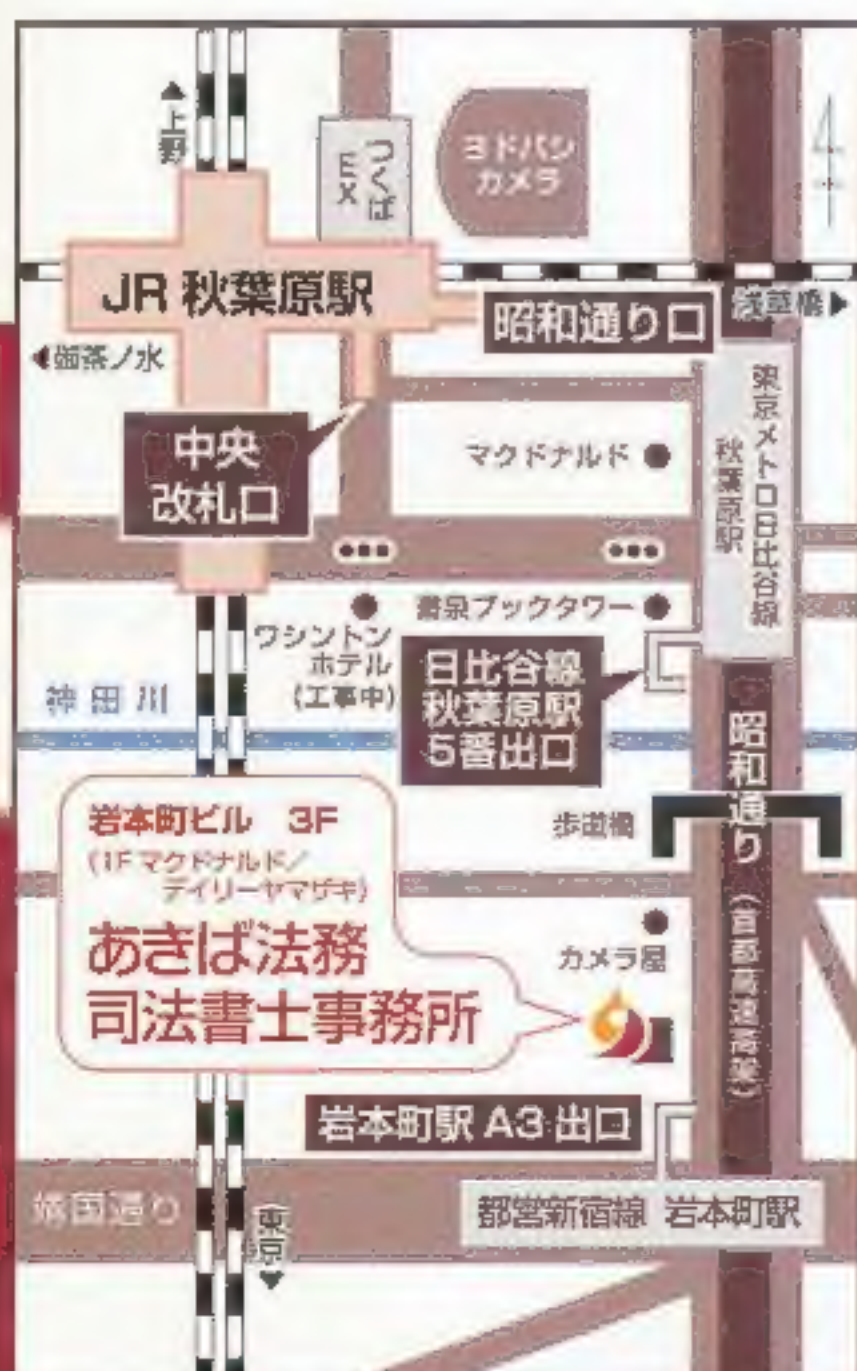 ▲上野
つくば
EX
ヨドバシ
カメラ
JR 秋葉原駅
昭和通り口
浅草橋▶
◀御茶ノ水
中央
改札口
マクドナルド
東京メトロ日比谷線
秋葉原駅
書泉ブックタワー
ワシントン
ホテル
(工事中)
日比谷線
秋葉原駅
5番出口
神田川
昭和通り
(首都高速高架)
歩道橋
岩本町ビル 3F
(1F マクドナルド/
デイリーヤマザキ)
あきば法務
司法書士事務所
カメラ屋
岩本町駅 A3 出口
靖国通り
都営新宿線 岩本町駅
(東京▼